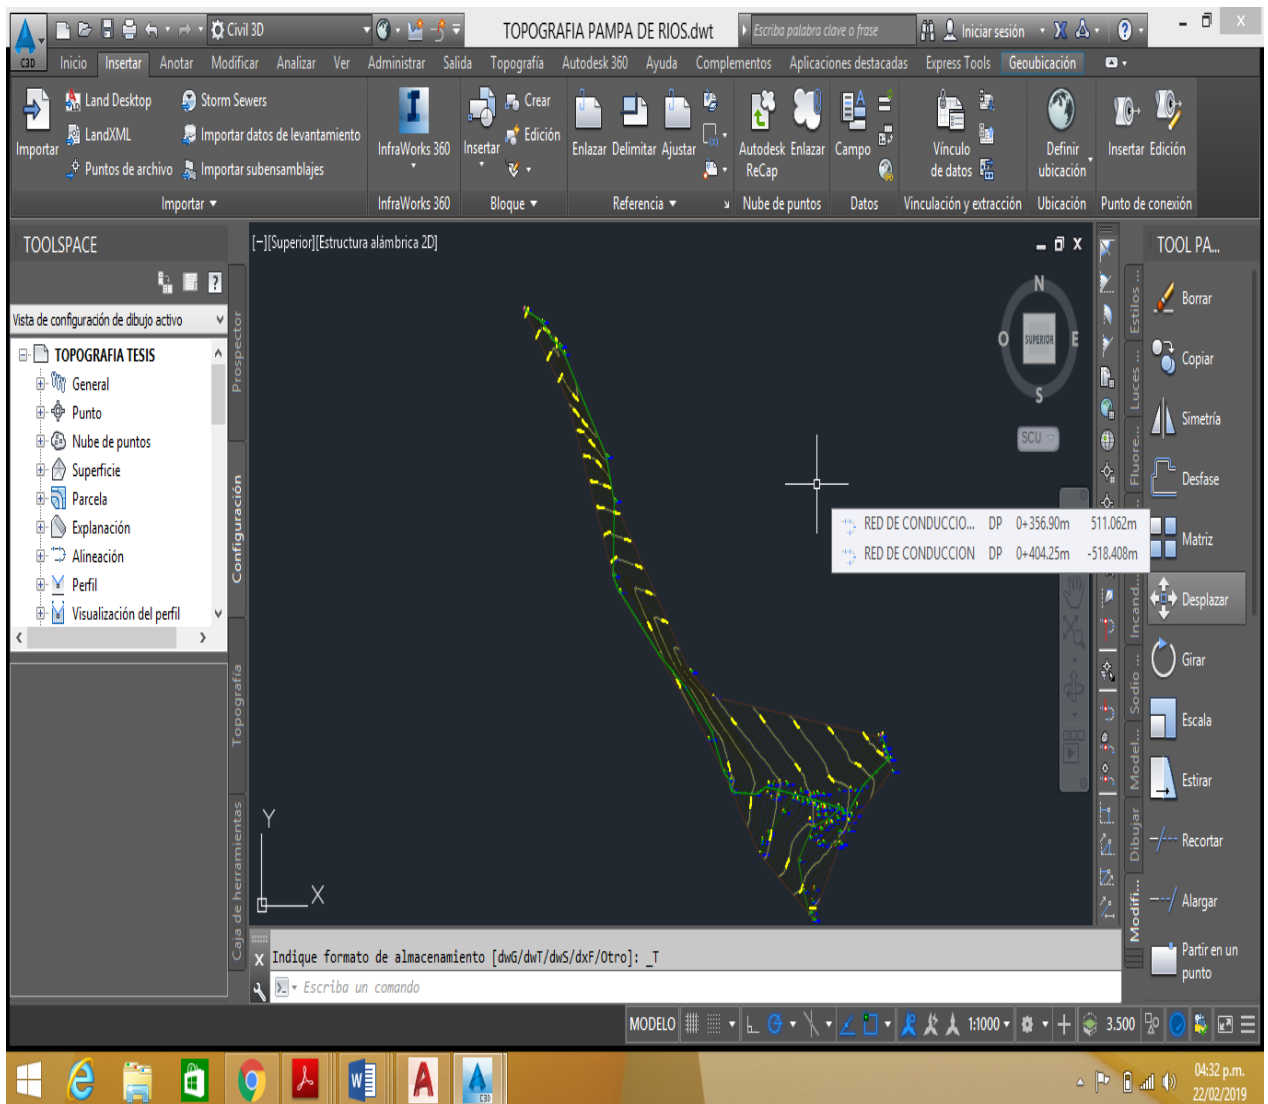 Civil 3D
TOPOGRAFIA PAMPA DE RIOS.dwt
Escriba palabra clave o frase
Iniciar sesión
C3D
Inicio Insertar Anotar Modificar Analizar Ver Administrar Salida Topografía Autodesk 360 Ayuda Complementos Aplicaciones destacadas Express Tools Geoubicación
Importar
Land Desktop
LandXML
Puntos de archivo
Storm Sewers
Importar datos de levantamiento
Importar subensamblajes
Importar
InfraWorks 360
InfraWorks 360
Insertar
Crear
Edición
Bloque
Enlazar Delimitar Ajustar
Referencia
Autodesk ReCap
Enlazar
Nube de puntos
Campo
Datos
Vínculo de datos
Vinculación y extracción
Definir ubicación
Ubicación
Insertar Edición
Punto de conexión
TOOLSPACE
Vista de configuración de dibujo activo
TOPOGRAFIA TESIS
General
Punto
Nube de puntos
Superficie
Parcela
Explanación
Alineación
Perfil
Visualización del perfil
Prospector
Configuración
Topografía
Caja de herramientas
[−][Superior][Estructura alámbrica 2D]
N
O
SUPERIOR
E
S
SCU
RED DE CONDUCCIO... DP 0+356.90m 511.062m
RED DE CONDUCCION DP 0+404.25m -518.408m
Y
X
TOOL PA...
Estilos ...
Luces ...
Fluore...
Incand...
Sodio ...
Model...
Dibujar
Modifi...
Borrar
Copiar
Simetría
Desfase
Matriz
Desplazar
Girar
Escala
Estirar
Recortar
Alargar
Partir en un punto
Indique formato de almacenamiento [dwG/dwT/dwS/dxF/Otro]: _T
Escriba un comando
MODELO
1:1000
3.500
C3D
04:32 p.m.
22/02/2019